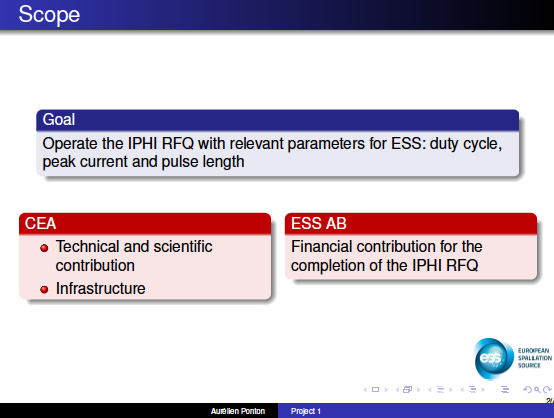 Scope
Goal
Operate the IPHI RFQ with relevant parameters for ESS: duty cycle,
peak current and pulse length
CEA
Technical and scientific
contribution
Infrastructure
ESS AB
Financial contribution for the
completion of the IPHI RFQ
ess
EUROPEAN
SPALLATION
SOURCE
Aurélien Ponton
Project 1